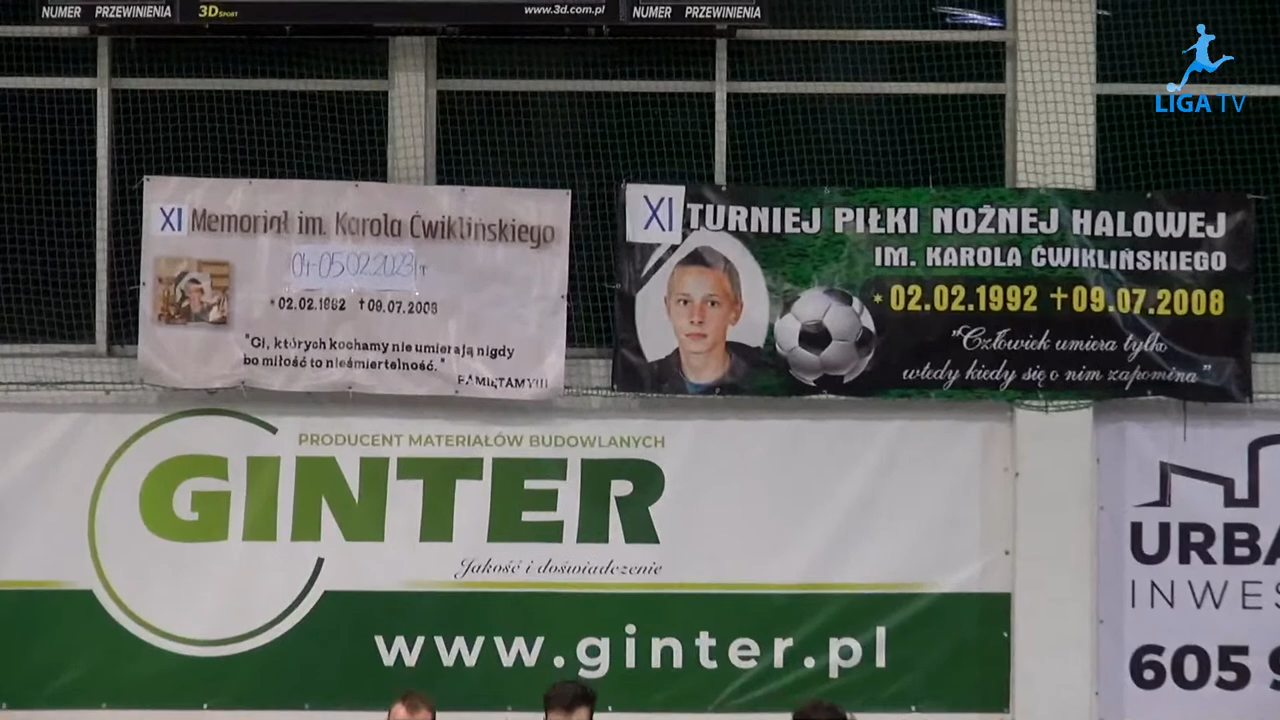 NUMER PRZEWINIENIA
3D SPORT
www.3d.com.pl
NUMER PRZEWINIENIA
LIGA TV
XI Memoriał im. Karola Ćwiklińskiego
04-05.02.2023 r
* 02.02.1992 †09.07.2008
"Ci, których kochamy nie umierają nigdy
bo miłość to nieśmiertelność."
PAMIĘTAMY!!!
XI TURNIEJ PIŁKI NOŻNEJ HALOWEJ
IM. KAROLA ĆWIKLIŃSKIEGO
* 02.02.1992 †09.07.2008
"Człowiek umiera tylko
wtedy kiedy się o nim zapomina"
PRODUCENT MATERIAŁÓW BUDOWLANYCH
GINTER
Jakość i doświadczenie
www.ginter.pl
URBA
INWES
605 9